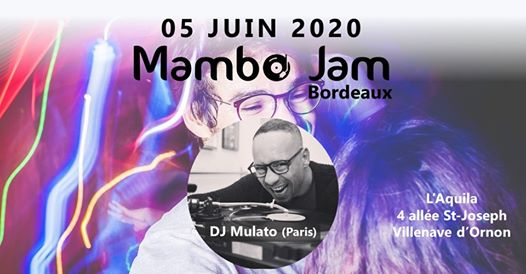 05 JUIN 2020
Mambo Jam
Bordeaux
DJ Mulato (Paris)
L'Aquila
4 allée St-Joseph
Villenave d'Ornon